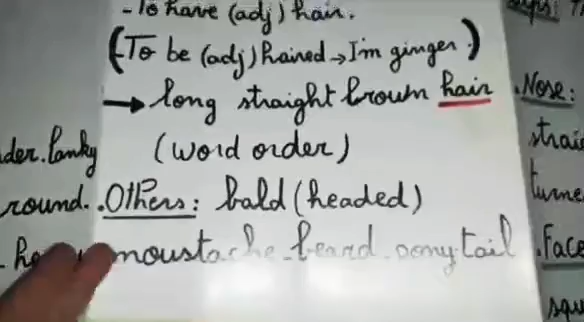 - To have (adj) hair.
(To be (adj) haired → I'm ginger.)
→ long straight brown hair
(word order)
. Others: bald (headed)
moustache - beard - ponytail
lanky
round.
. Nose:
. Face